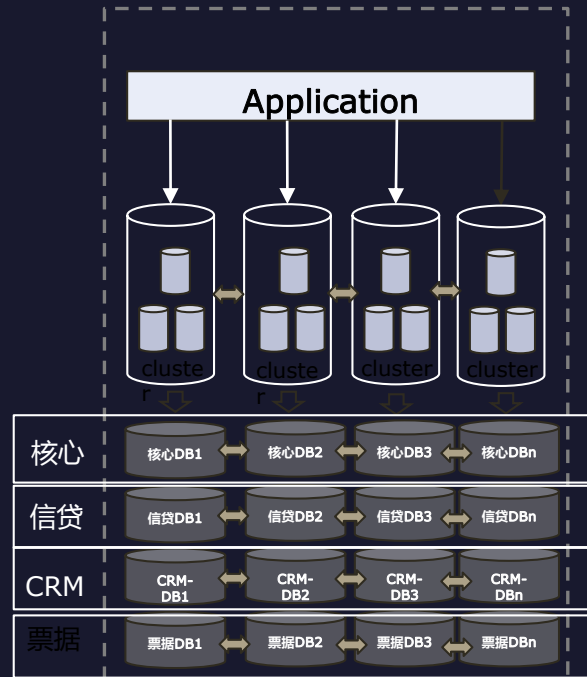 Application
cluste
r
cluste
r
cluster
cluster
核心
核心DB1
核心DB2
核心DB3
核心DBn
信贷
信贷DB1
信贷DB2
信贷DB3
信贷DBn
CRM
CRM-
DB1
CRM-
DB2
CRM-
DB3
CRM-
DBn
票据
票据DB1
票据DB2
票据DB3
票据DBn